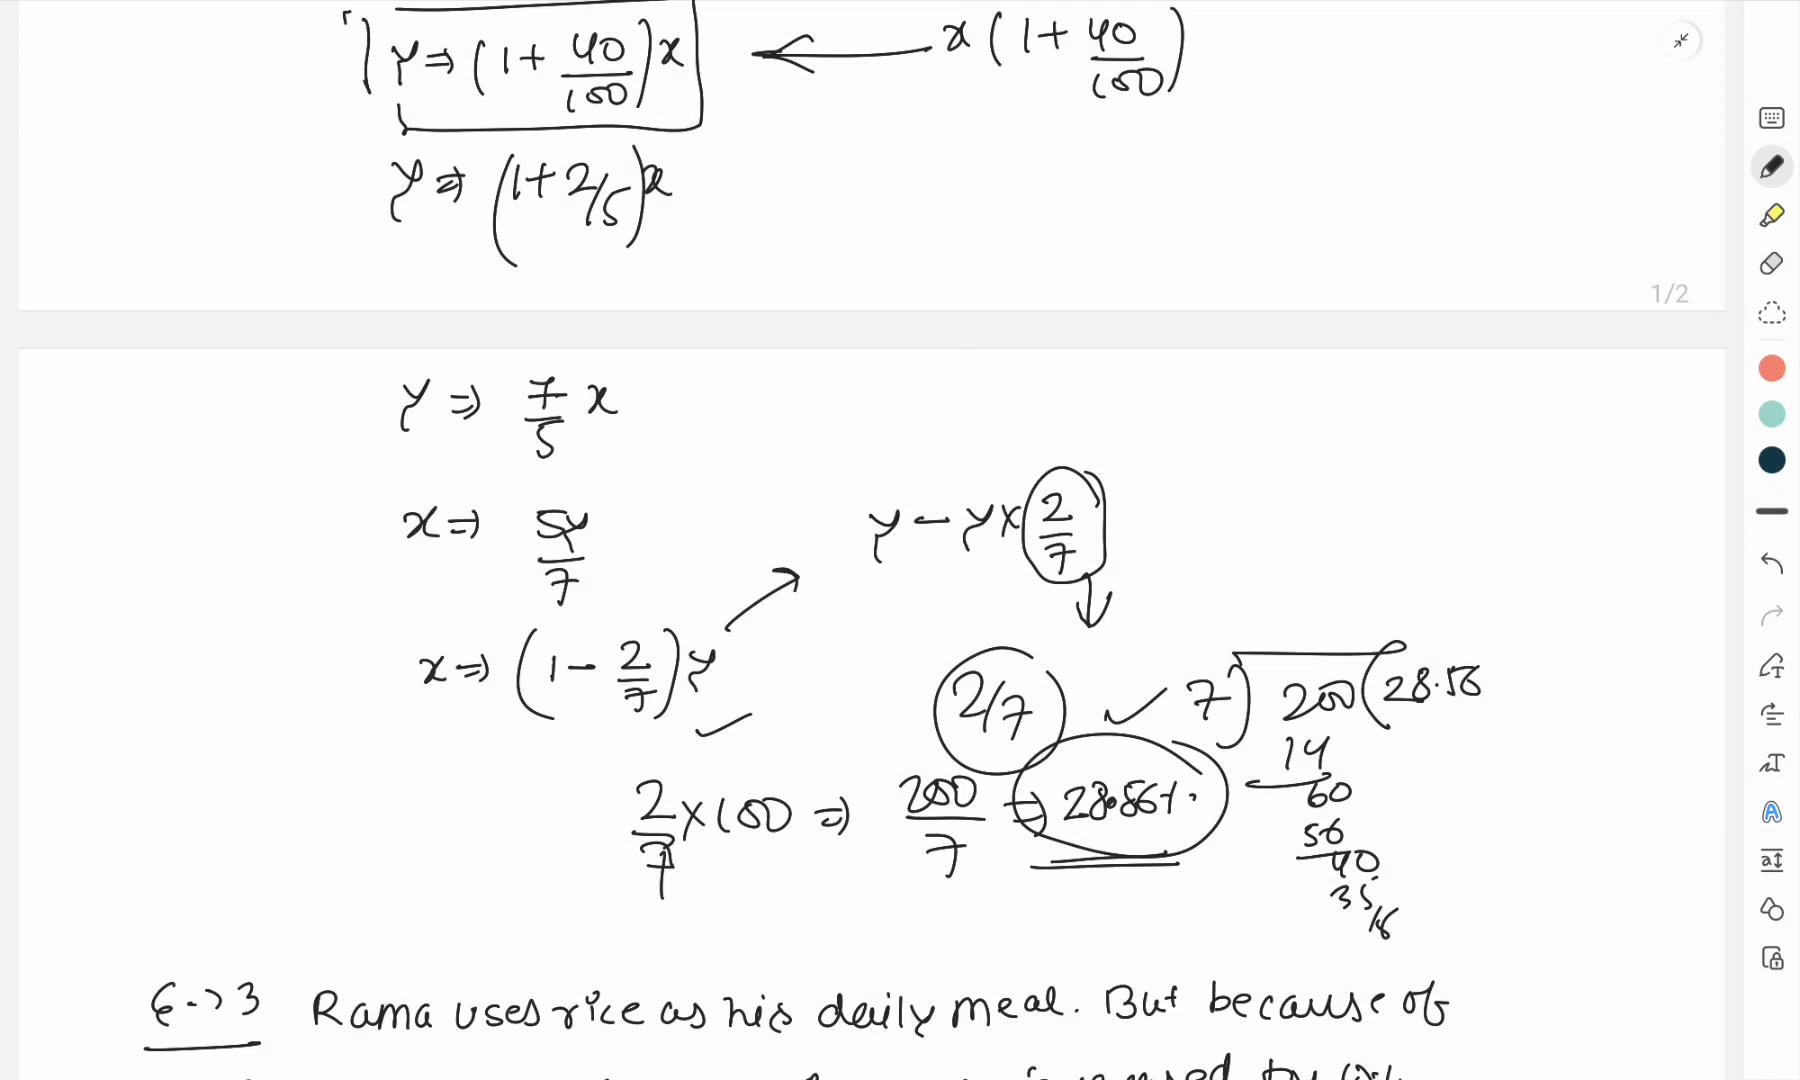 y ⇒ (1 + 40/100) x ← x (1 + 40/100)
y ⇒ (1 + 2/5) x
1/2
y ⇒ 7/5 x
x ⇒ 5y/7 y - y × 2/7
x ⇒ (1 - 2/7) y
2/7 7) 200 (28.56
14
2/7 × 100 ⇒ 200/7 ⇒ 28.56%
60
56
40
35
E->3 Rama uses rice as his daily meal. But because of